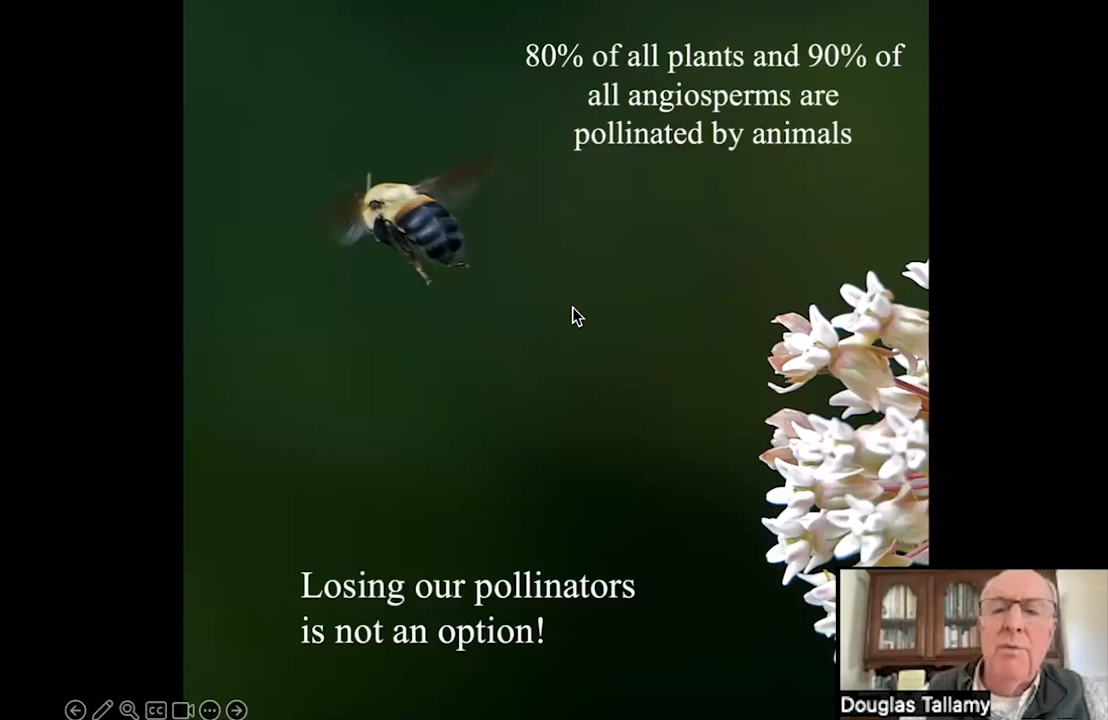 80% of all plants and 90% of
all angiosperms are
pollinated by animals
Losing our pollinators
is not an option!
CC
Douglas Tallamy